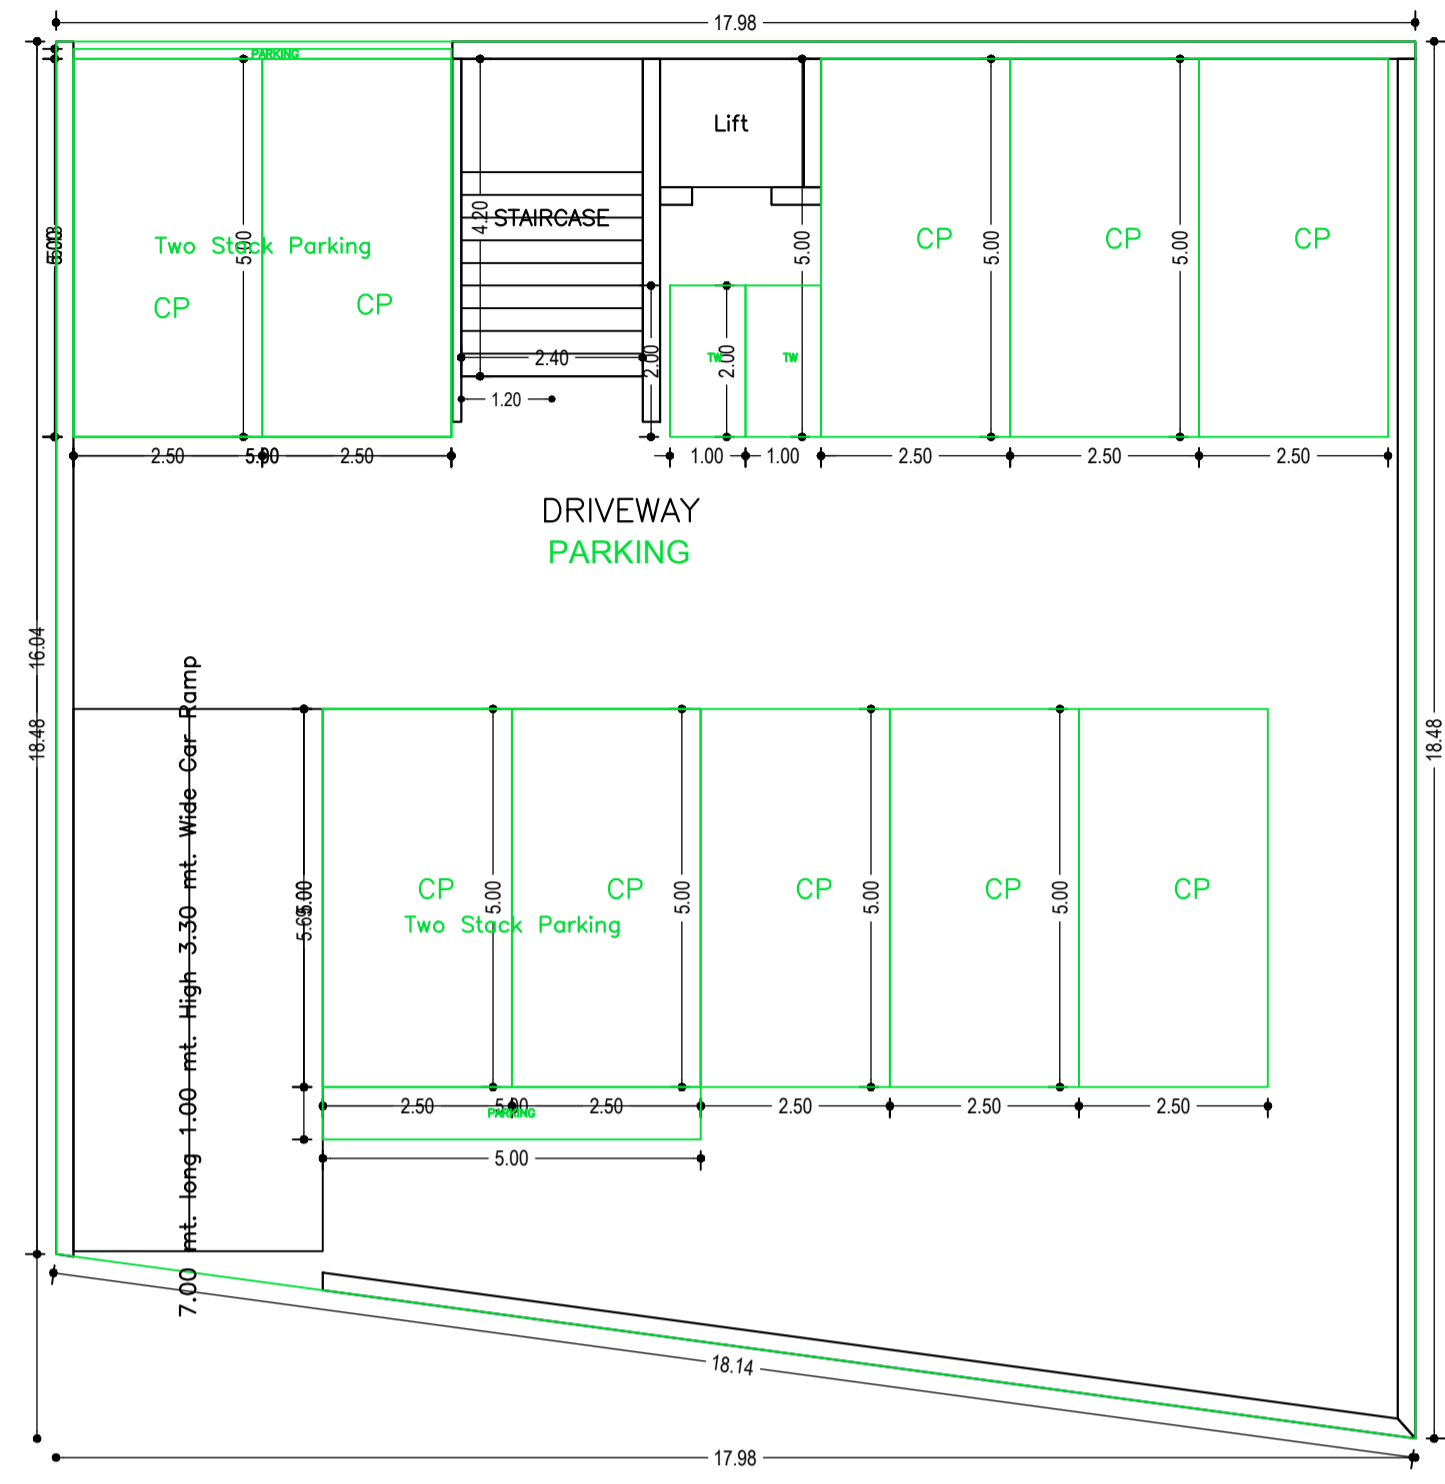 17.98
PARKING
Lift
4.20
STAIRCASE
Two Stack Parking
5.00
5.00
5.00
5.00
CP
CP
CP
CP
CP
2.00
2.00
TW
TW
2.40
1.20
2.50
2.50
1.00
1.00
2.50
2.50
2.50
DRIVEWAY
PARKING
16.04
18.48
18.48
7.00 mt. long 1.00 mt. High 3.30 mt. Wide Car Ramp
5.00
5.00
5.00
5.00
CP
CP
CP
CP
CP
Two Stack Parking
2.50
2.50
2.50
2.50
2.50
PARKING
5.00
18.14
17.98